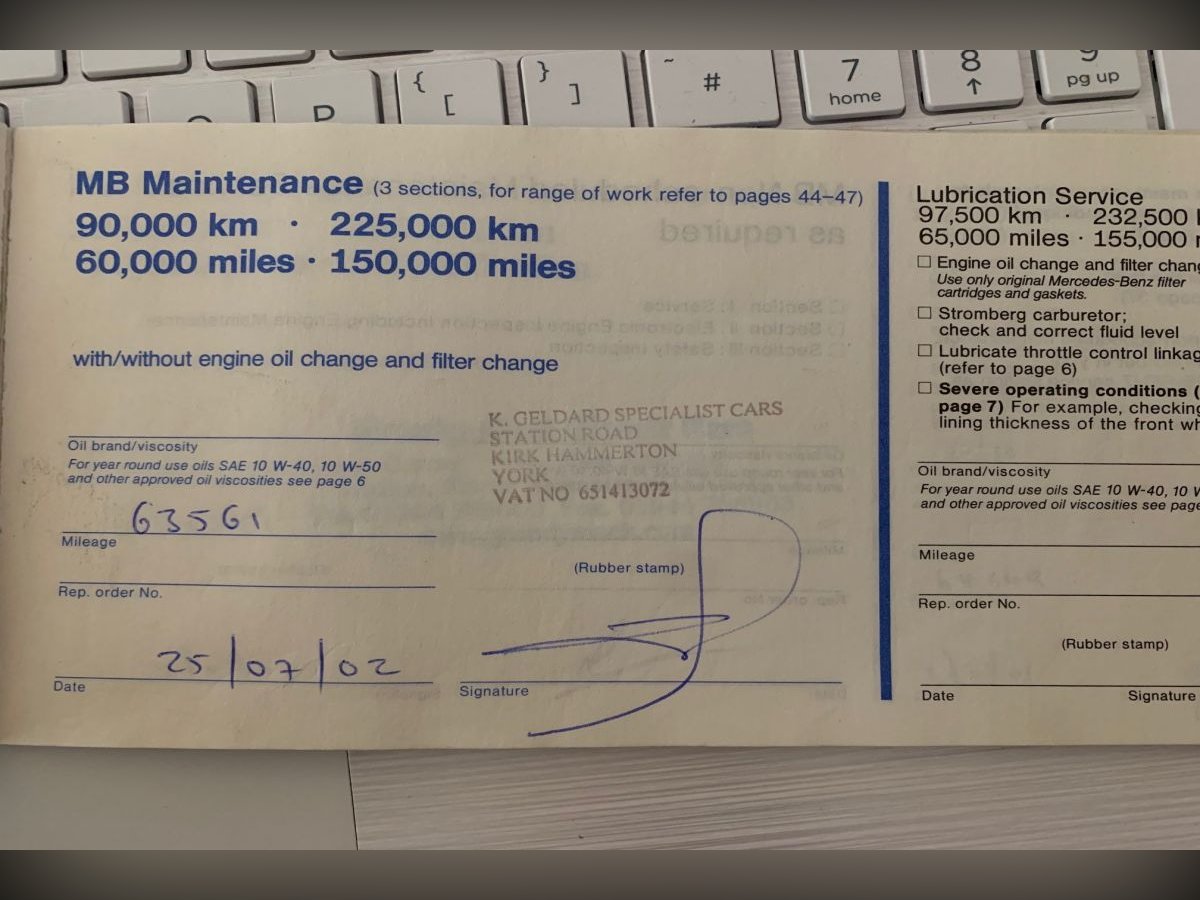 {
[
}
]
~
#
7
home
8
↑
9
pg up
P
MB Maintenance (3 sections, for range of work refer to pages 44–47)
90,000 km · 225,000 km
60,000 miles · 150,000 miles
with/without engine oil change and filter change
K. GELDARD SPECIALIST CARS
STATION ROAD
KIRK HAMMERTON
YORK
VAT NO 651413072
Oil brand/viscosity
For year round use oils SAE 10 W-40, 10 W-50
and other approved oil viscosities see page 6
63561
Mileage
(Rubber stamp)
Rep. order No.
25/07/02
Date
Signature
Lubrication Service
97,500 km · 232,500
65,000 miles · 155,000
Engine oil change and filter
Use only original Mercedes-Benz filter
cartridges and gaskets.
Stromberg carburetor;
check and correct fluid level
Lubricate throttle control
(refer to page 6)
Severe operating conditions (
page 7) For example,
lining thickness of the front
Oil brand/viscosity
For year round use oils SAE 10 W-40, 10
and other approved oil viscosities see
Mileage
Rep. order No.
(Rubber stamp)
Date
Signature